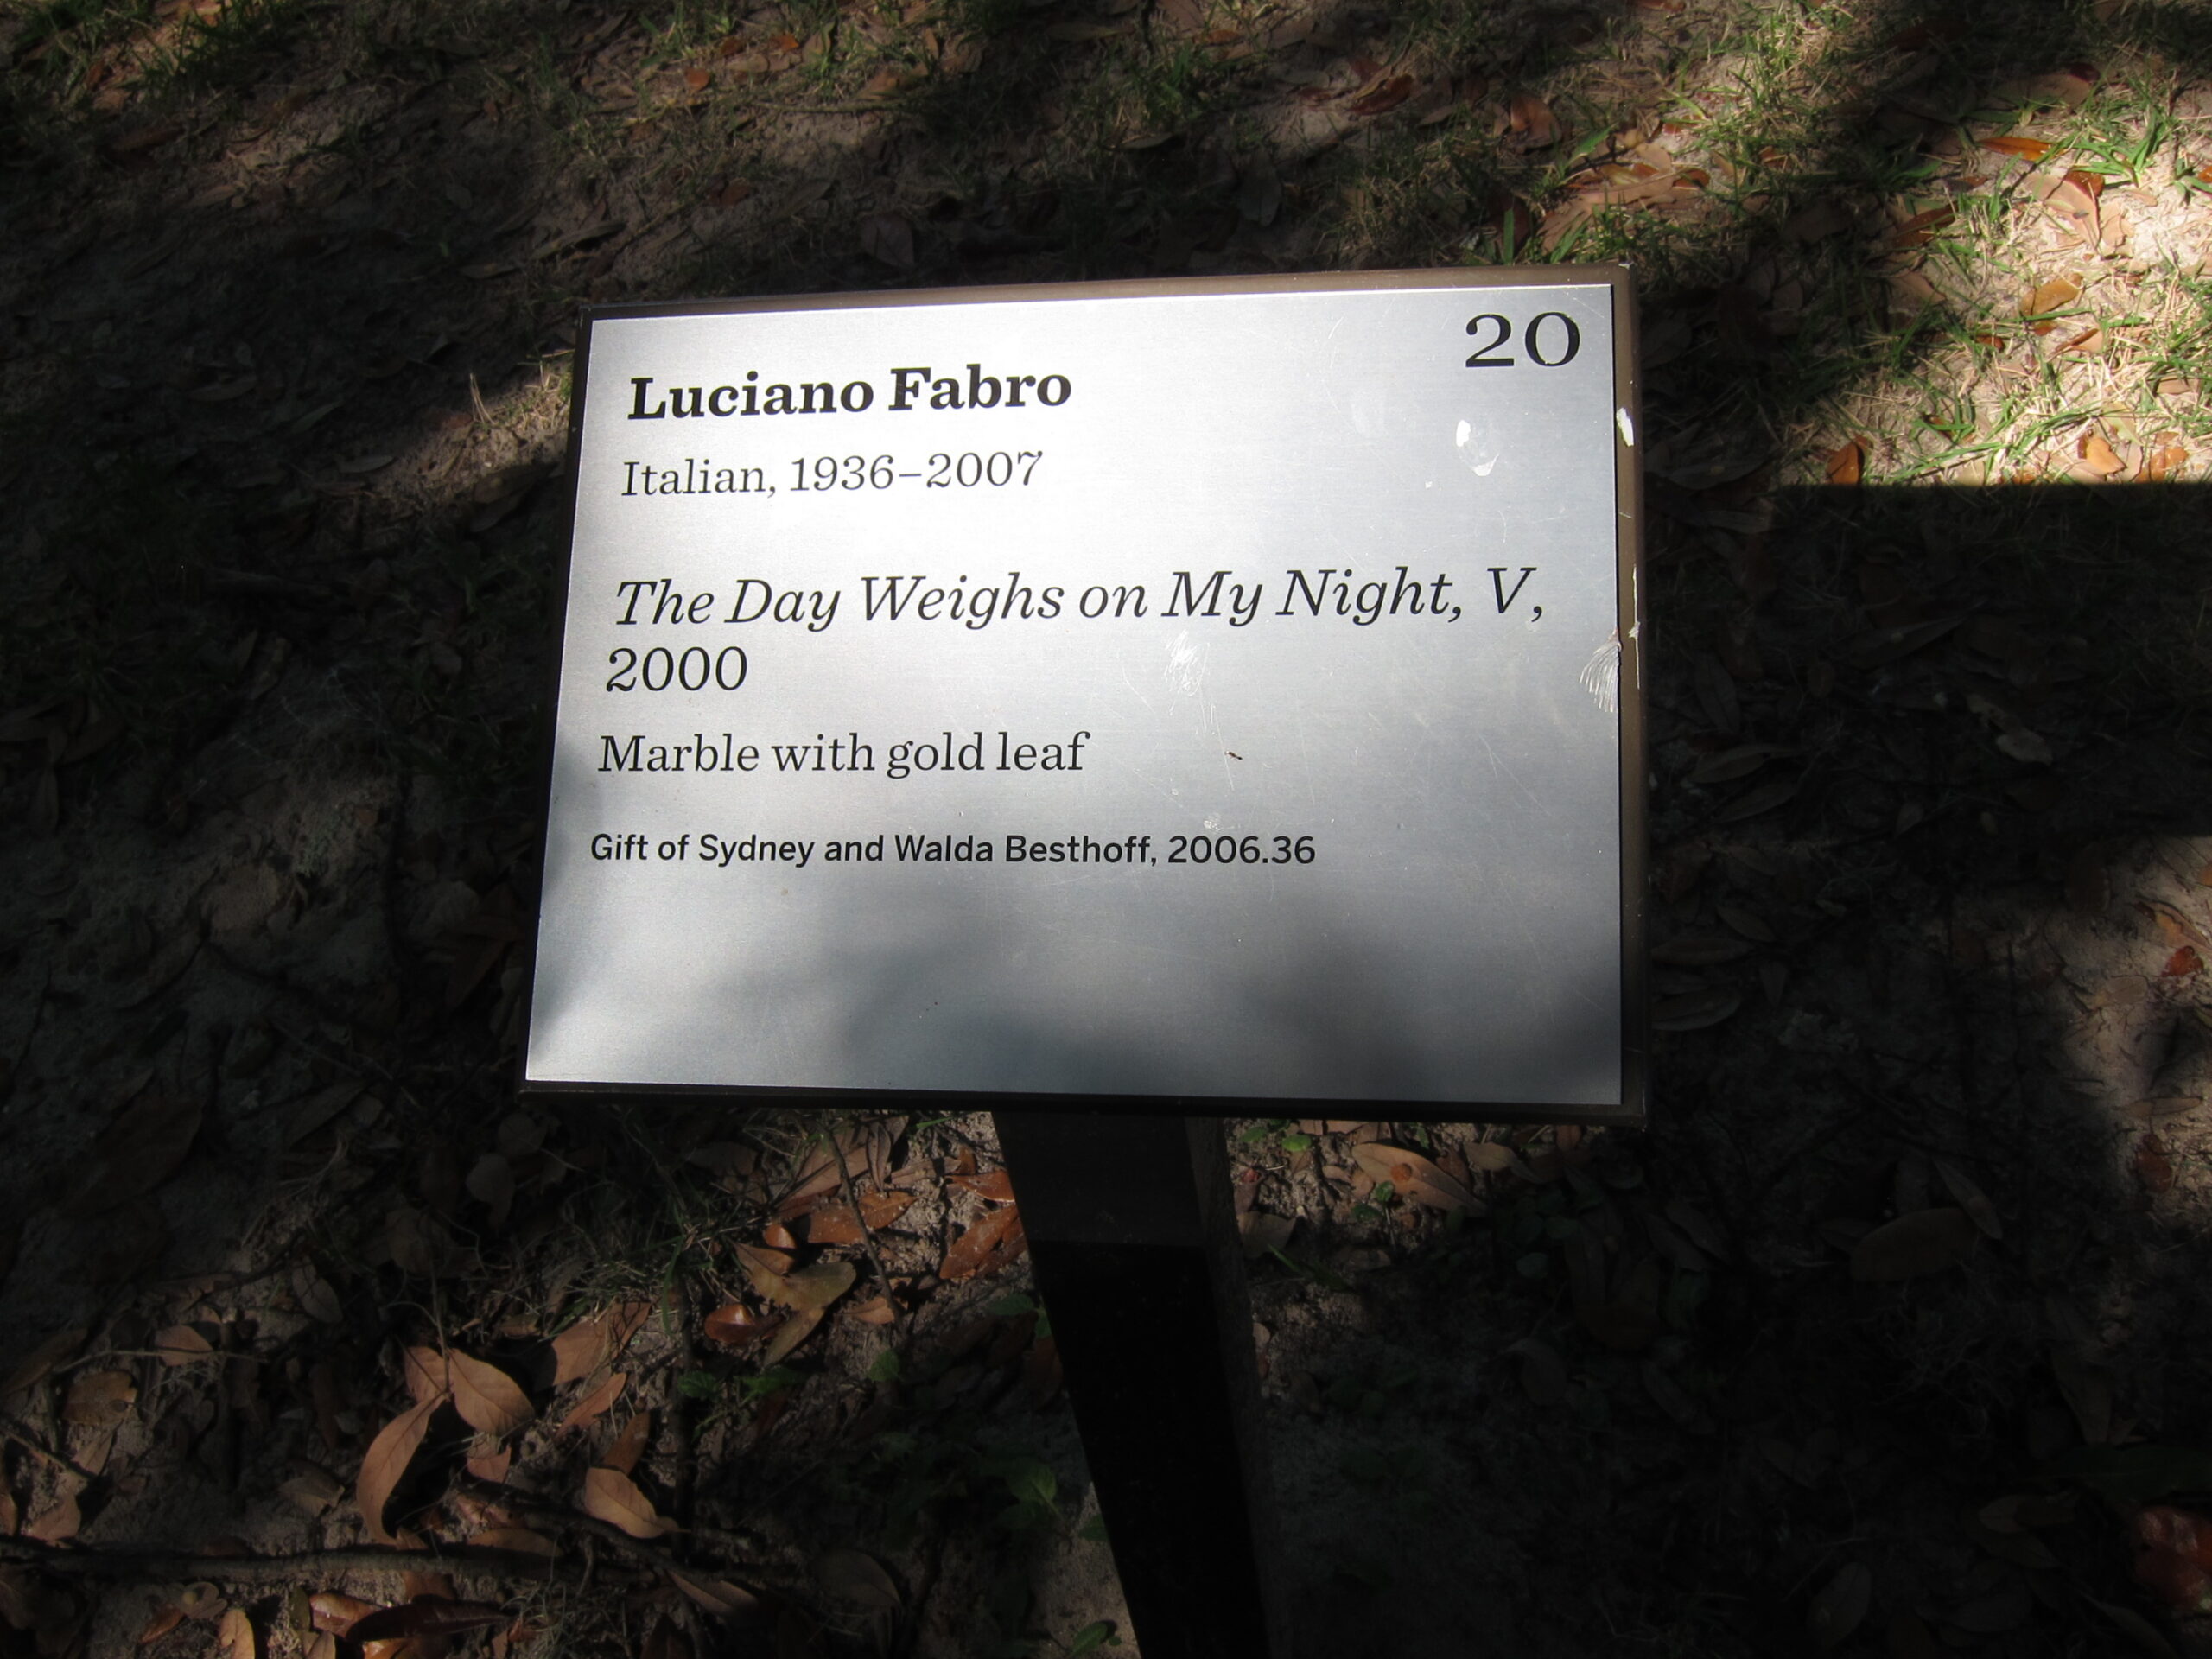 20
Luciano Fabro
Italian, 1936–2007
The Day Weighs on My Night, V,
2000
Marble with gold leaf
Gift of Sydney and Walda Besthoff, 2006.36